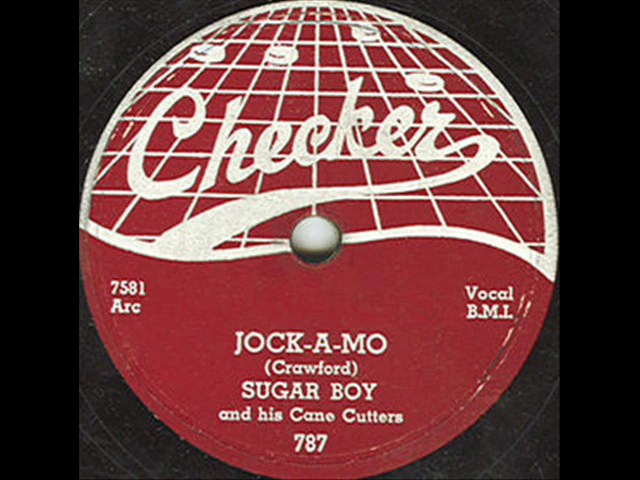 Checker
7581
Arc
Vocal
B.M.I.
JOCK-A-MO
(Crawford)
SUGAR BOY
and his Cane Cutters
787